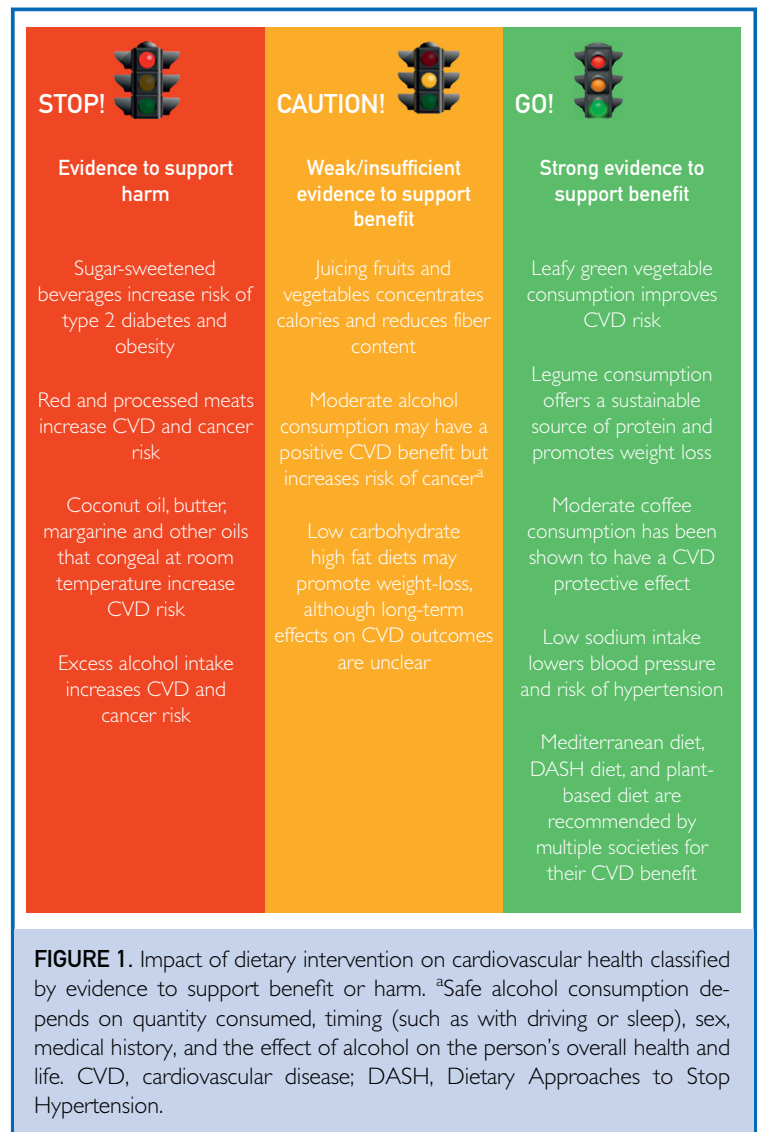 STOP!
Evidence to support
harm
Sugar-sweetened
beverages increase risk of
type 2 diabetes and
obesity
Red and processed meats
increase CVD and cancer
risk
Coconut oil, butter,
margarine and other oils
that congeal at room
temperature increase
CVD risk
Excess alcohol intake
increases CVD and
cancer risk
CAUTION!
Weak/insufficient
evidence to support
benefit
Juicing fruits and
vegetables concentrates
calories and reduces fiber
content
Moderate alcohol
consumption may have a
positive CVD benefit but
increases risk of cancerᵃ
Low carbohydrate
high fat diets may
promote weight-loss,
although long-term
effects on CVD outcomes
are unclear
GO!
Strong evidence to
support benefit
Leafy green vegetable
consumption improves
CVD risk
Legume consumption
offers a sustainable
source of protein and
promotes weight loss
Moderate coffee
consumption has been
shown to have a CVD
protective effect
Low sodium intake
lowers blood pressure
and risk of hypertension
Mediterranean diet,
DASH diet, and plant-
based diet are
recommended by
multiple societies for
their CVD benefit
FIGURE 1. Impact of dietary intervention on cardiovascular health classified
by evidence to support benefit or harm. ᵃSafe alcohol consumption de-
pends on quantity consumed, timing (such as with driving or sleep), sex,
medical history, and the effect of alcohol on the person's overall health and
life. CVD, cardiovascular disease; DASH, Dietary Approaches to Stop
Hypertension.